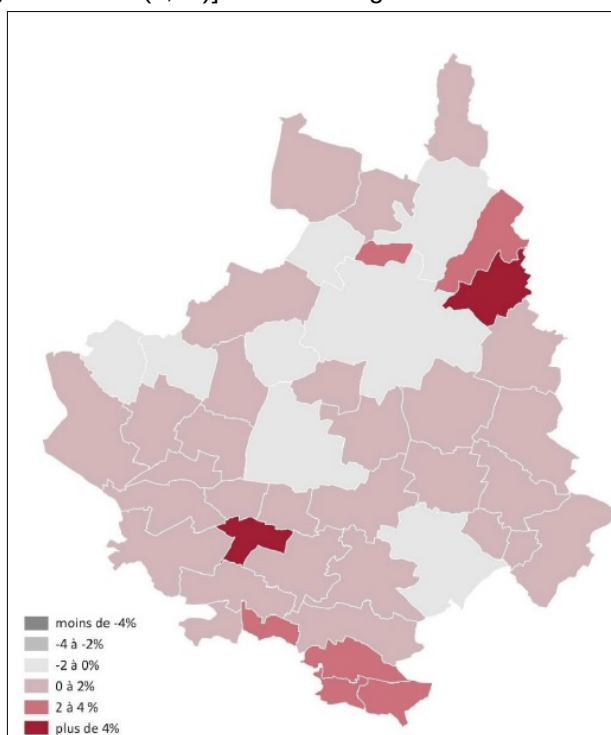 moins de -4%
-4 à -2%
-2 à 0%
0 à 2%
2 à 4 %
plus de 4%